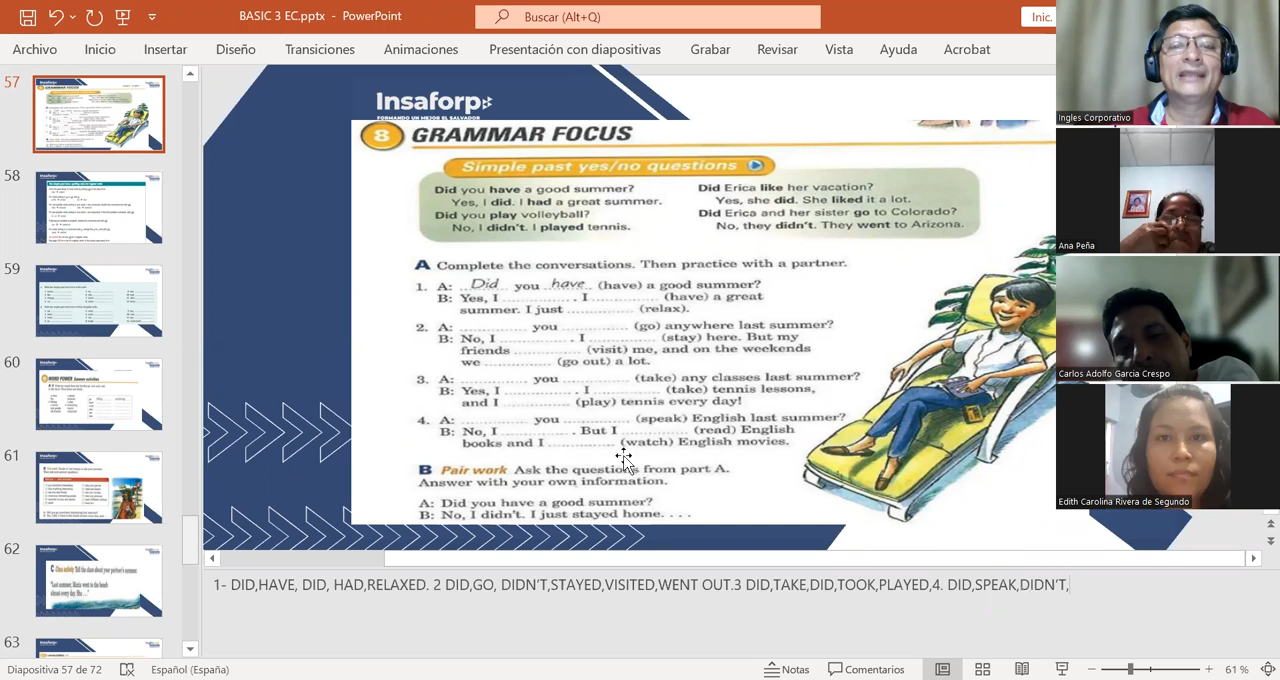 BASIC 3 EC.pptx - PowerPoint
Buscar (Alt+Q)
Inic.
Archivo Inicio Insertar Diseño Transiciones Animaciones Presentación con diapositivas Grabar Revisar Vista Ayuda Acrobat
57
58
59
60
61
62
63
Insaforp
FORMANDO UN MEJOR EL SALVADOR
8 GRAMMAR FOCUS
Simple past yes/no questions
Did you have a good summer?
Yes, I did. I had a great summer.
Did you play volleyball?
No, I didn't. I played tennis.
Did Erica like her vacation?
Yes, she did. She liked it a lot.
Did Erica and her sister go to Colorado?
No, they didn't. They went to Arizona.
A Complete the conversations. Then practice with a partner.
1. A: Did you have (have) a good summer?
B: Yes, I ............ . I ............ (have) a great
summer. I just ............ (relax).
2. A: ............ you ............ (go) anywhere last summer?
B: No, I ............ . I ............ (stay) here. But my
friends ............ (visit) me, and on the weekends
we ............ (go out) a lot.
3. A: ............ you ............ (take) any classes last summer?
B: Yes, I ............ . I ............ (take) tennis lessons,
and I ............ (play) tennis every day!
4. A: ............ you ............ (speak) English last summer?
B: No, I ............ . But I ............ (read) English
books and I ............ (watch) English movies.
B Pair work Ask the questions from part A.
Answer with your own information.
A: Did you have a good summer?
B: No, I didn't. I just stayed home. . . .
1- DID,HAVE, DID, HAD,RELAXED. 2 DID,GO, DIDN'T,STAYED,VISITED,WENT OUT.3 DID,TAKE,DID,TOOK,PLAYED,4. DID,SPEAK,DIDN'T,
Diapositiva 57 de 72 Español (España) Notas Comentarios 61 %
Ingles Corporativo
Ana Peña
Carlos Adolfo Garcia Crespo
Edith Carolina Rivera de Segundo